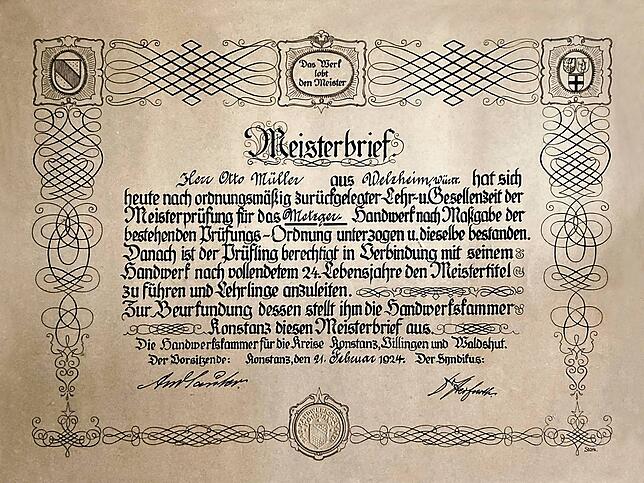 Das Werk
lobt
den Meister
Meisterbrief
Herr Otto Müller aus Welzheim, Württ. hat sich
heute nach ordnungsmäßig zurückgelegter Lehr- u. Gesellenzeit der
Meisterprüfung für das Metzger- Handwerk nach Maßgabe der
bestehenden Prüfungs-Ordnung unterzogen u. dieselbe bestanden.
Danach ist der Prüfling berechtigt in Verbindung mit seinem
Handwerk nach vollendetem 24. Lebensjahre den Meistertitel
zu führen und Lehrlinge anzuleiten.
Zur Beurkundung dessen stellt ihm die Handwerkskammer
Konstanz diesen Meisterbrief aus.
Die Handwerkskammer für die Kreise Konstanz, Villingen und Waldshut.
Der Vorsitzende: Konstanz, den 21. Februar 1924. Der Syndikus: